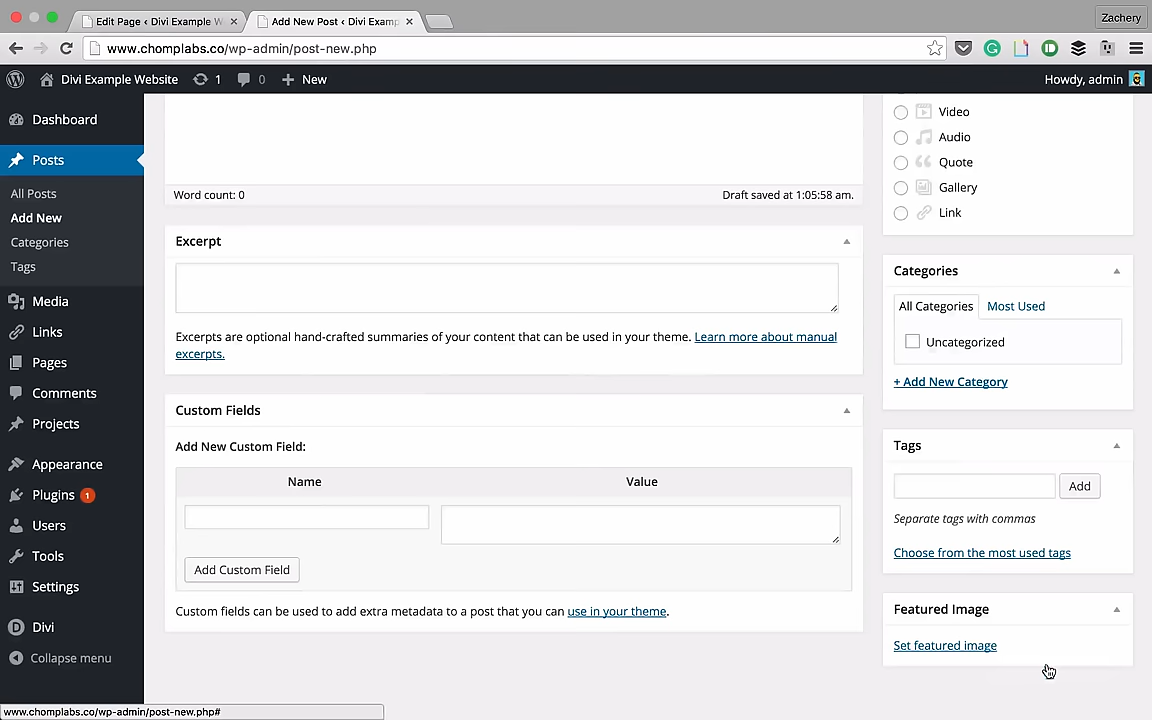 Edit Page ‹ Divi Example W
Add New Post ‹ Divi Examp
Zachery
www.chomplabs.co/wp-admin/post-new.php
Divi Example Website
1
0
New
Howdy, admin
Dashboard
Posts
All Posts
Add New
Categories
Tags
Media
Links
Pages
Comments
Projects
Appearance
Plugins 1
Users
Tools
Settings
Divi
Collapse menu
Word count: 0
Draft saved at 1:05:58 am.
Excerpt
Excerpts are optional hand-crafted summaries of your content that can be used in your theme. Learn more about manual
excerpts.
Custom Fields
Add New Custom Field:
Name
Value
Add Custom Field
Custom fields can be used to add extra metadata to a post that you can use in your theme.
Video
Audio
Quote
Gallery
Link
Categories
All Categories
Most Used
Uncategorized
+ Add New Category
Tags
Add
Separate tags with commas
Choose from the most used tags
Featured Image
Set featured image
www.chomplabs.co/wp-admin/post-new.php#